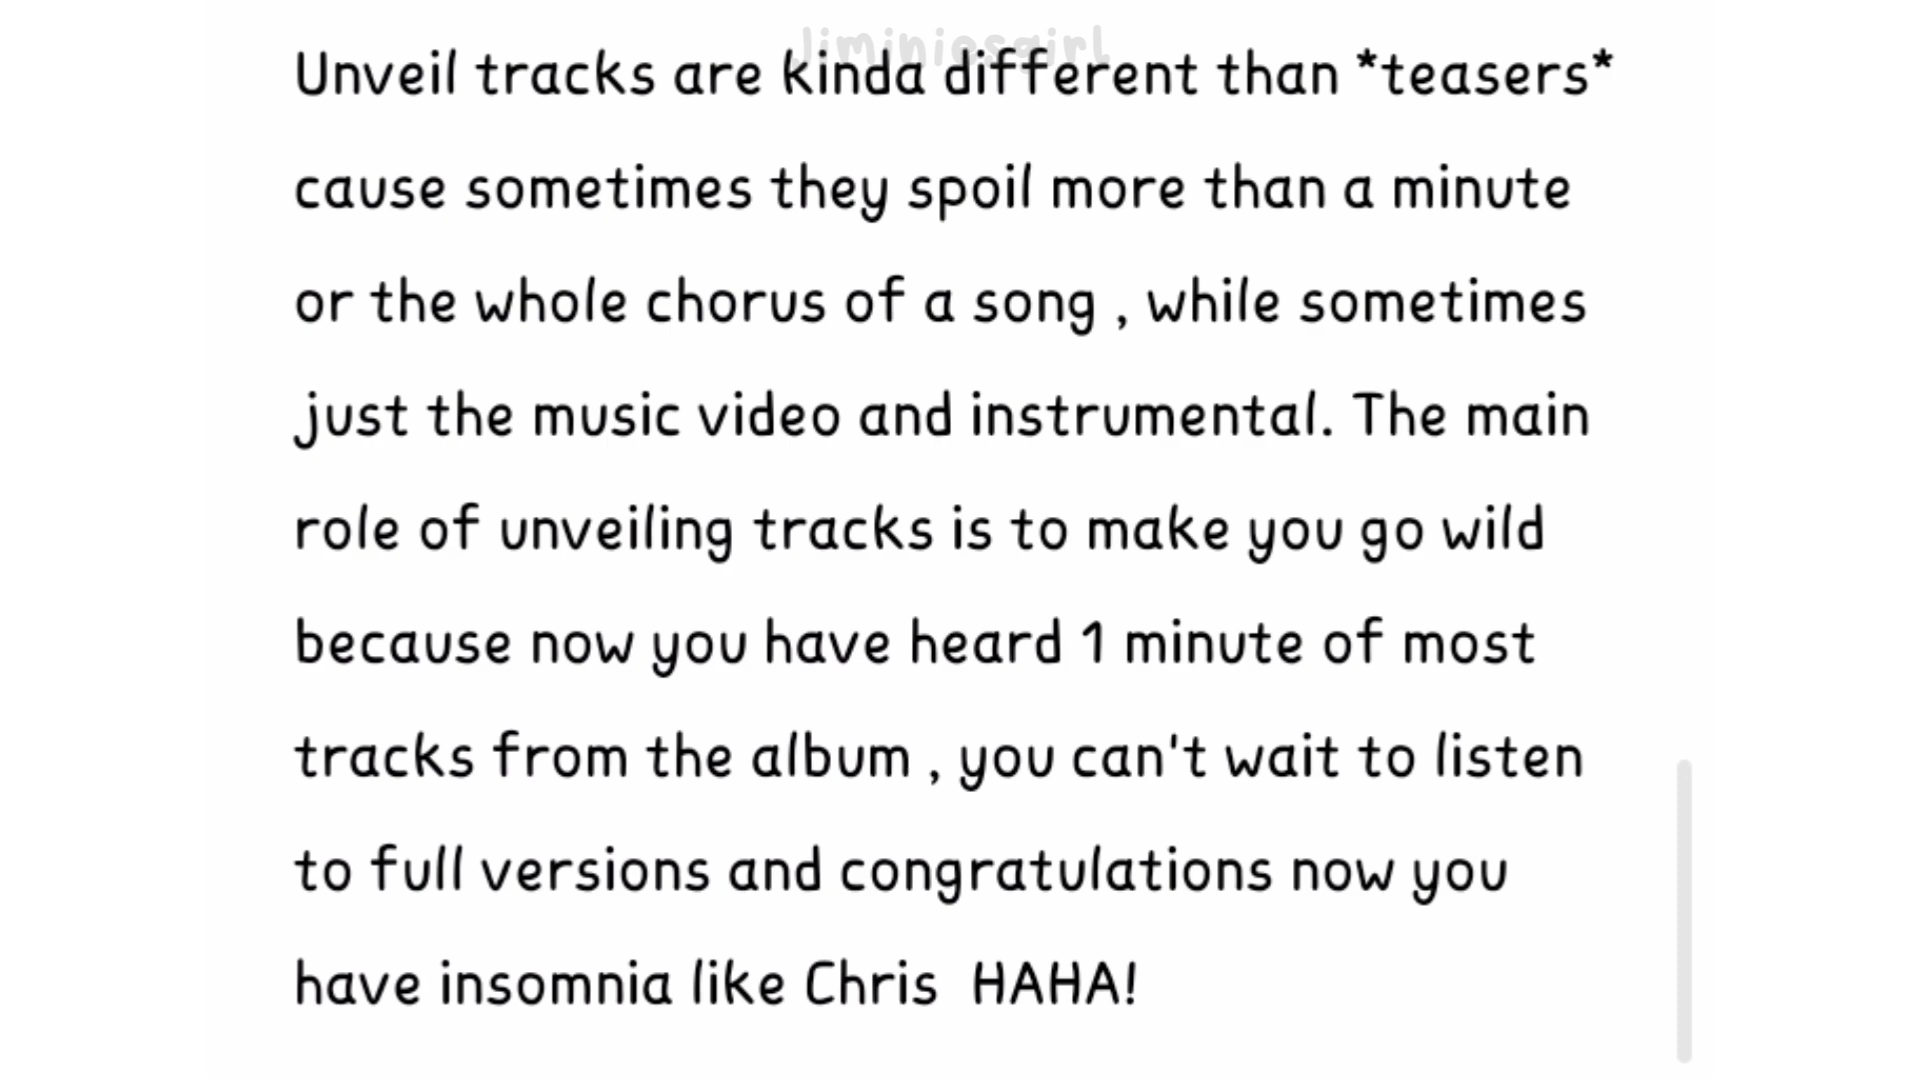 Jiminiesgirl
Unveil tracks are kinda different than *teasers*
cause sometimes they spoil more than a minute
or the whole chorus of a song , while sometimes
just the music video and instrumental. The main
role of unveiling tracks is to make you go wild
because now you have heard 1 minute of most
tracks from the album , you can't wait to listen
to full versions and congratulations now you
have insomnia like Chris  HAHA!